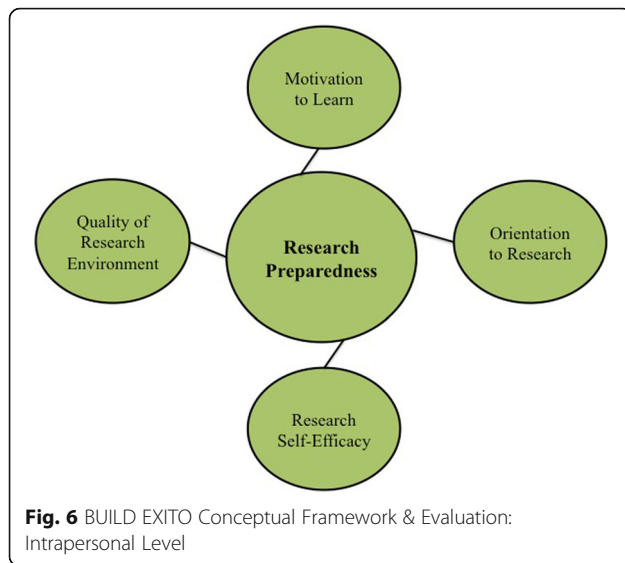 Motivation
to Learn
Quality of
Research
Environment
Research
Preparedness
Orientation
to Research
Research
Self-Efficacy
Fig. 6 BUILD EXITO Conceptual Framework & Evaluation:
Intrapersonal Level